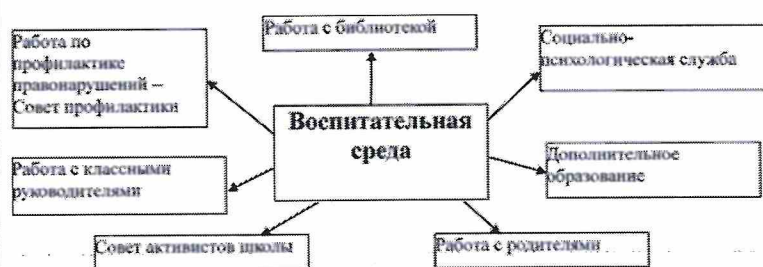 Работа с библиотекой
Работа по
профилактике
правонарушений –
Совет профилактики
Социально-
психологическая служба
Воспитательная
среда
Работа с классными
руководителями
Дополнительное
образование
Совет активистов школы
Работа с родителями